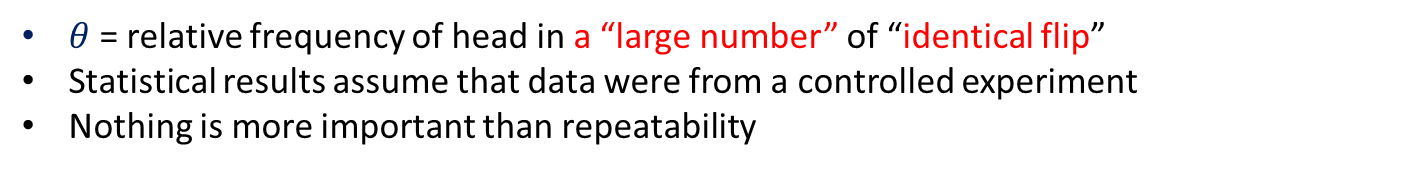 • θ = relative frequency of head in a “large number” of “identical flip”
• Statistical results assume that data were from a controlled experiment
• Nothing is more important than repeatability